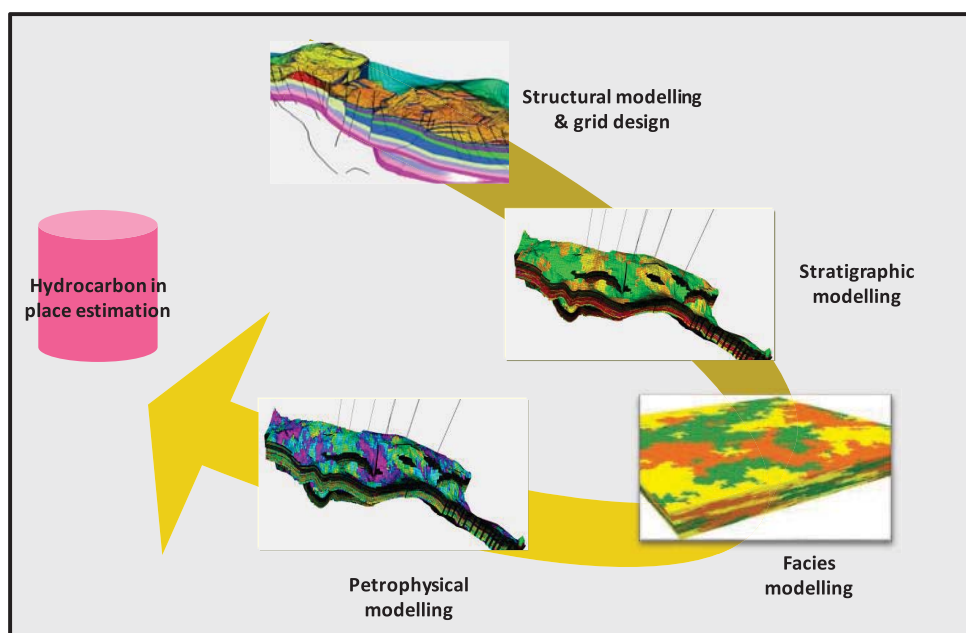 Structural modelling
& grid design
Stratigraphic
modelling
Hydrocarbon in
place estimation
Facies
modelling
Petrophysical
modelling